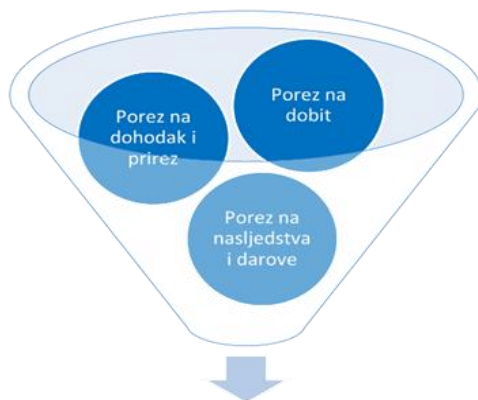 Porez na
dohodak i
prirez
Porez na
dobit
Porez na
nasljedstva
i darove